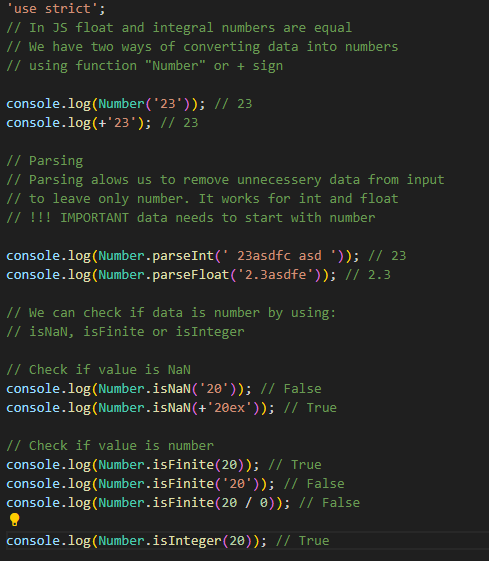 'use strict';
// In JS float and integral numbers are equal
// We have two ways of converting data into numbers
// using function "Number" or + sign
console.log(Number('23')); // 23
console.log(+'23'); // 23
// Parsing
// Parsing alows us to remove unnecessery data from input
// to leave only number. It works for int and float
// !!! IMPORTANT data needs to start with number
console.log(Number.parseInt(' 23asdfc asd ')); // 23
console.log(Number.parseFloat('2.3asdfe')); // 2.3
// We can check if data is number by using:
// isNaN, isFinite or isInteger
// Check if value is NaN
console.log(Number.isNaN('20')); // False
console.log(Number.isNaN(+'20ex')); // True
// Check if value is number
console.log(Number.isFinite(20)); // True
console.log(Number.isFinite('20')); // False
console.log(Number.isFinite(20 / 0)); // False
console.log(Number.isInteger(20)); // True